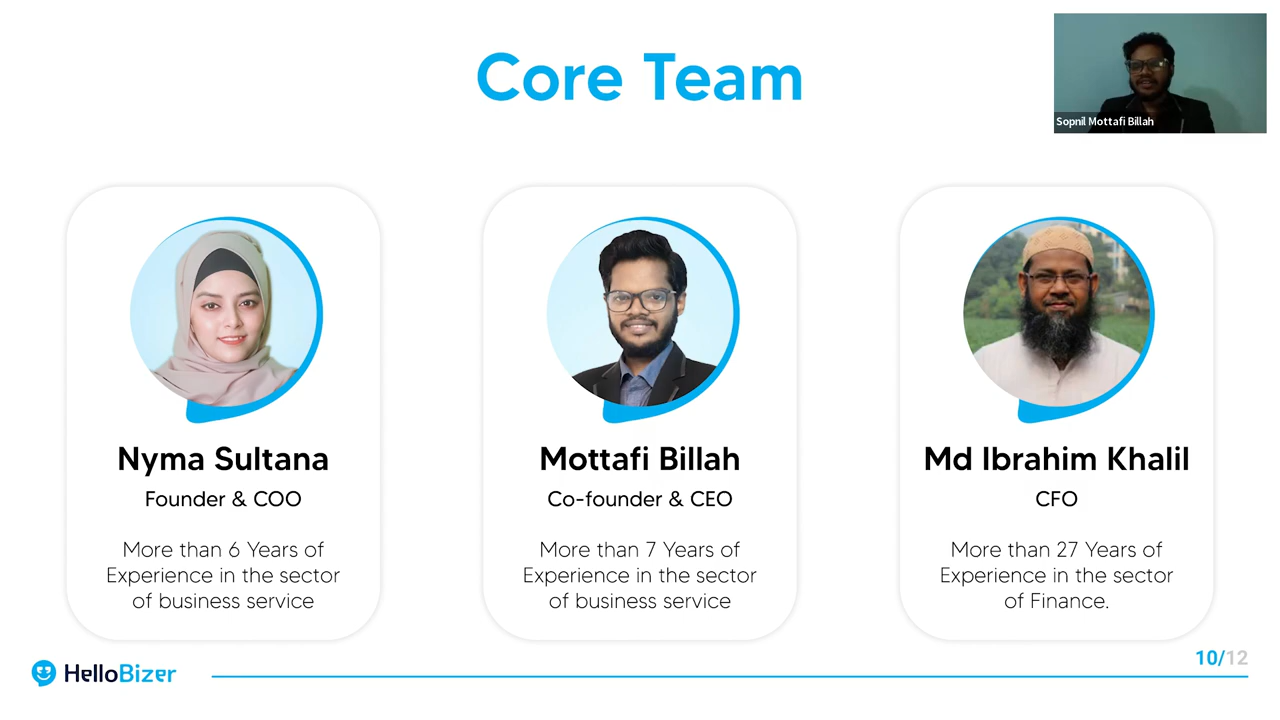 Core Team
Sopnil Mottafi Billah
Nyma Sultana
Founder & COO
More than 6 Years of
Experience in the sector
of business service
Mottafi Billah
Co-founder & CEO
More than 7 Years of
Experience in the sector
of business service
Md Ibrahim Khalil
CFO
More than 27 Years of
Experience in the sector
of Finance.
HelloBizer
10/12